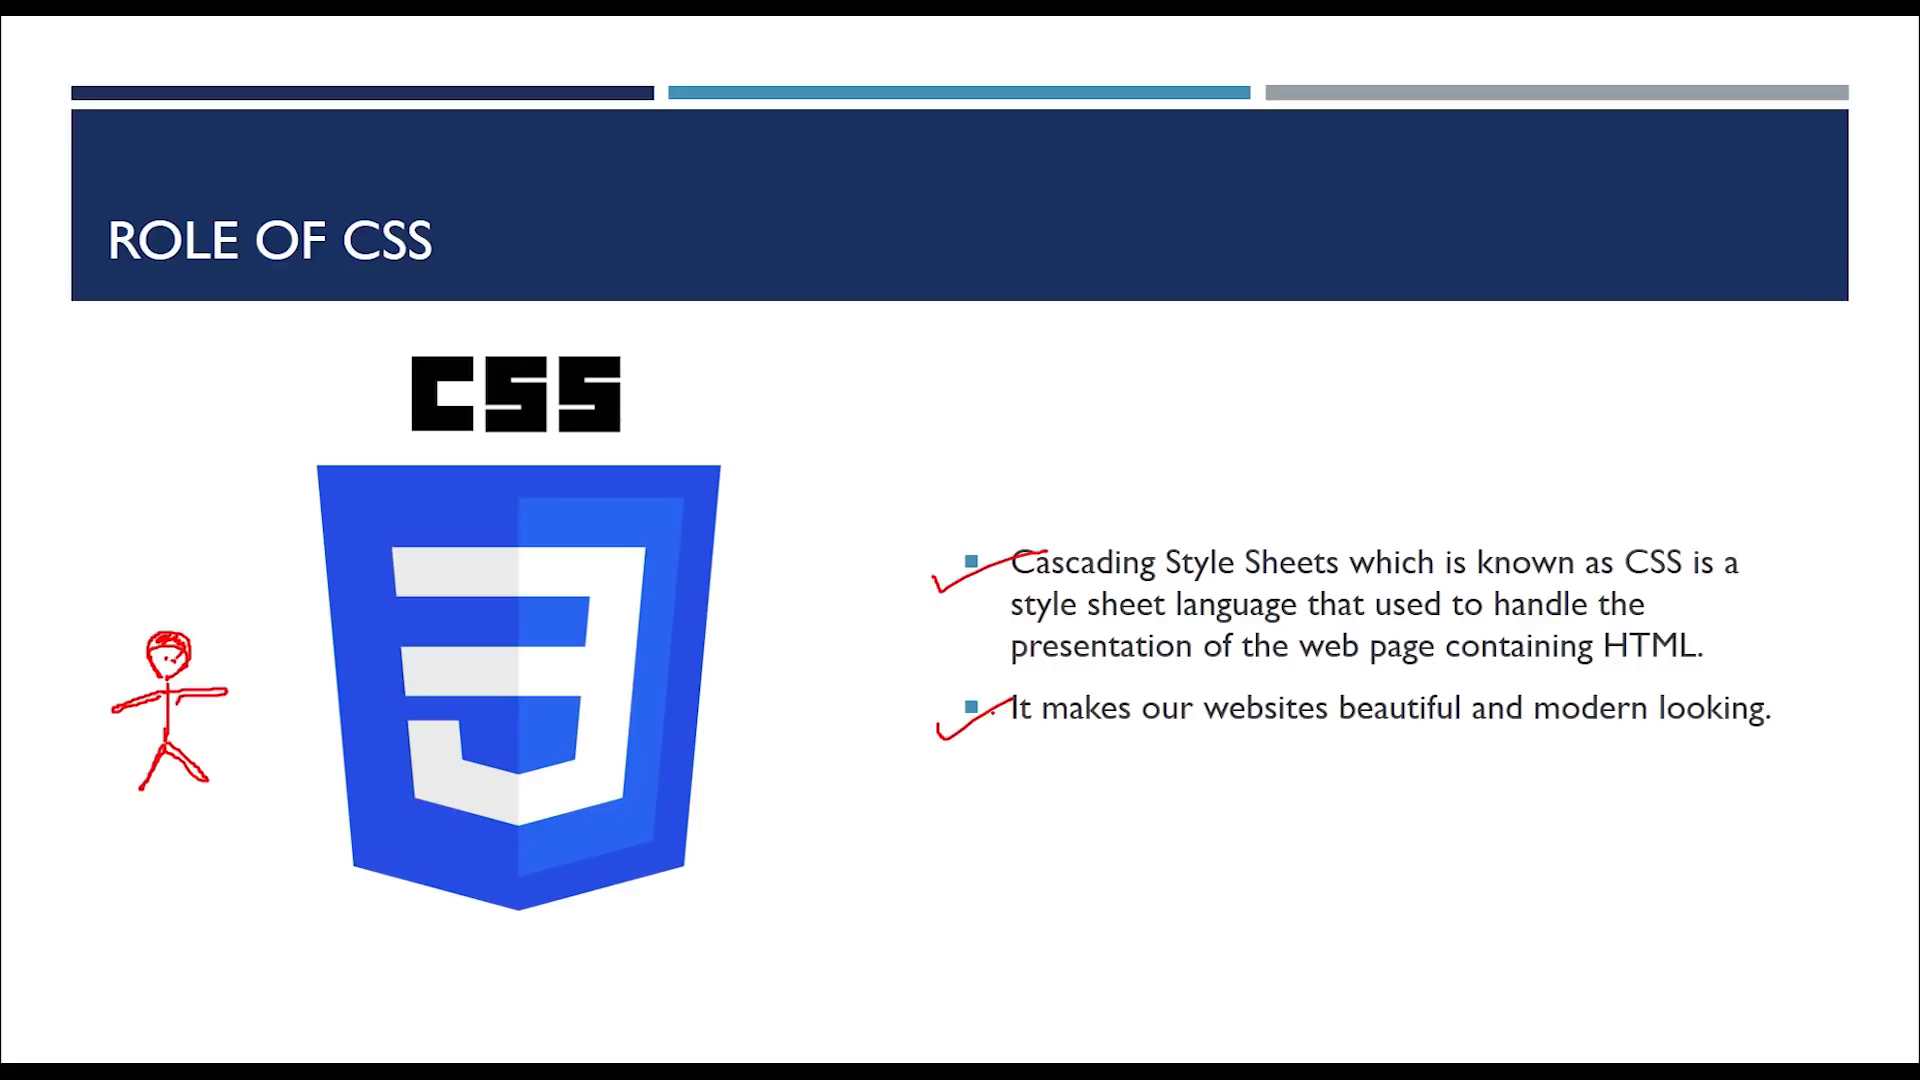 ROLE OF CSS
CSS
3
Cascading Style Sheets which is known as CSS is a
style sheet language that used to handle the
presentation of the web page containing HTML.
It makes our websites beautiful and modern looking.